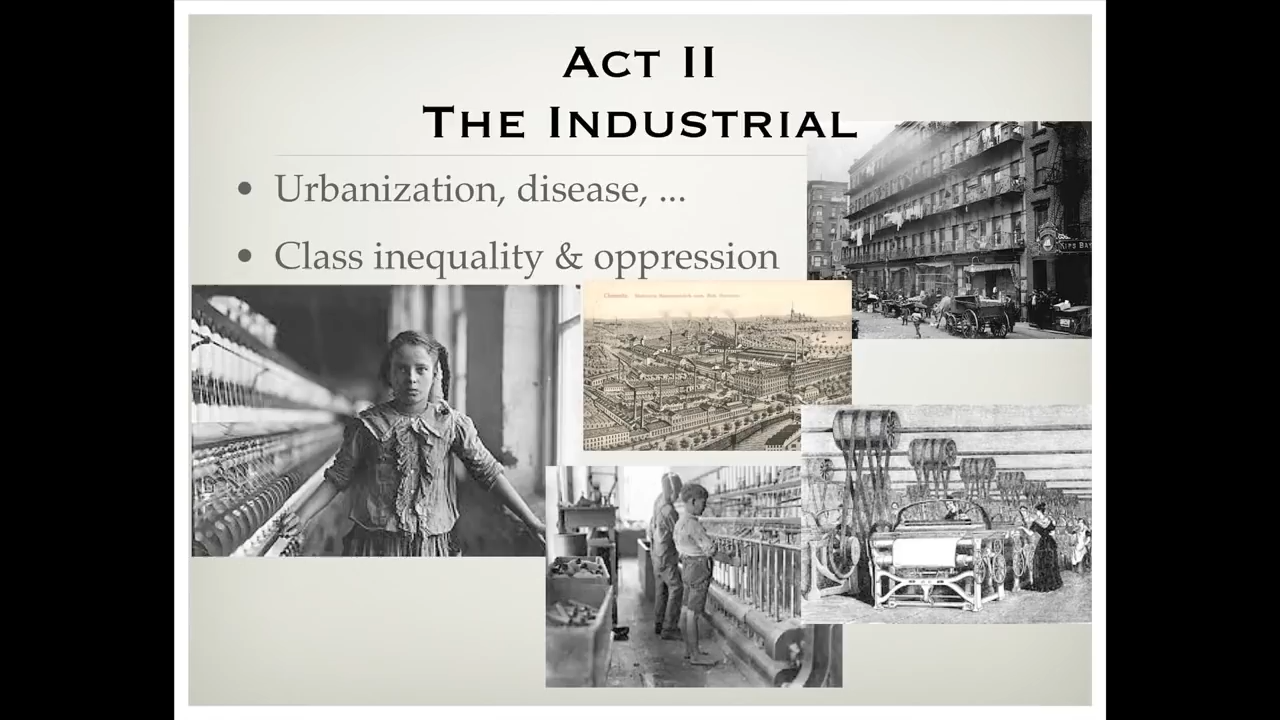 Act II
The Industrial
• Urbanization, disease, ...
• Class inequality & oppression